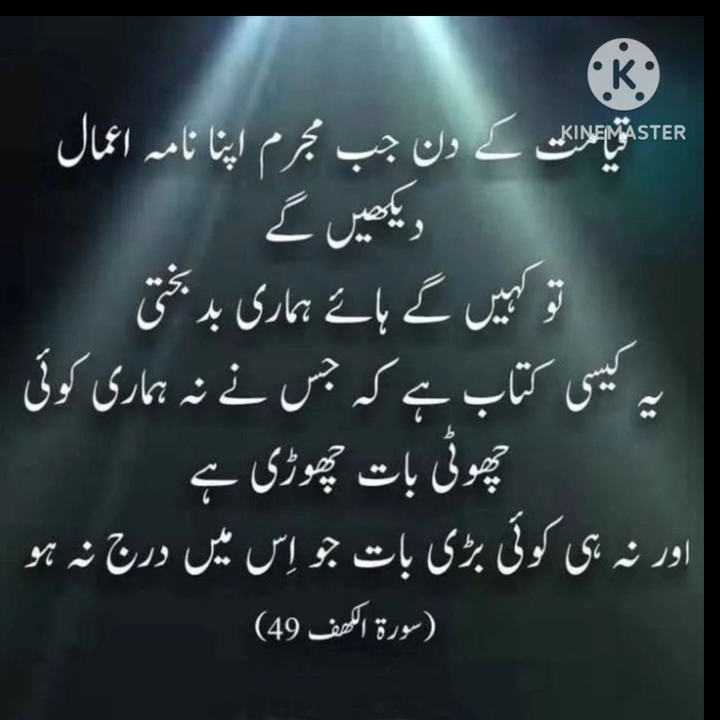 KINEMASTER
قیامت کے دن جب مجرم اپنا نامہ اعمال
دیکھیں گے
تو کہیں گے ہائے ہماری بد بختی
یہ کیسی کتاب ہے کہ جس نے نہ ہماری کوئی
چھوٹی بات چھوڑی ہے
اور نہ ہی کوئی بڑی بات جو اِس میں درج نہ ہو
(سورۃ الکھف 49)